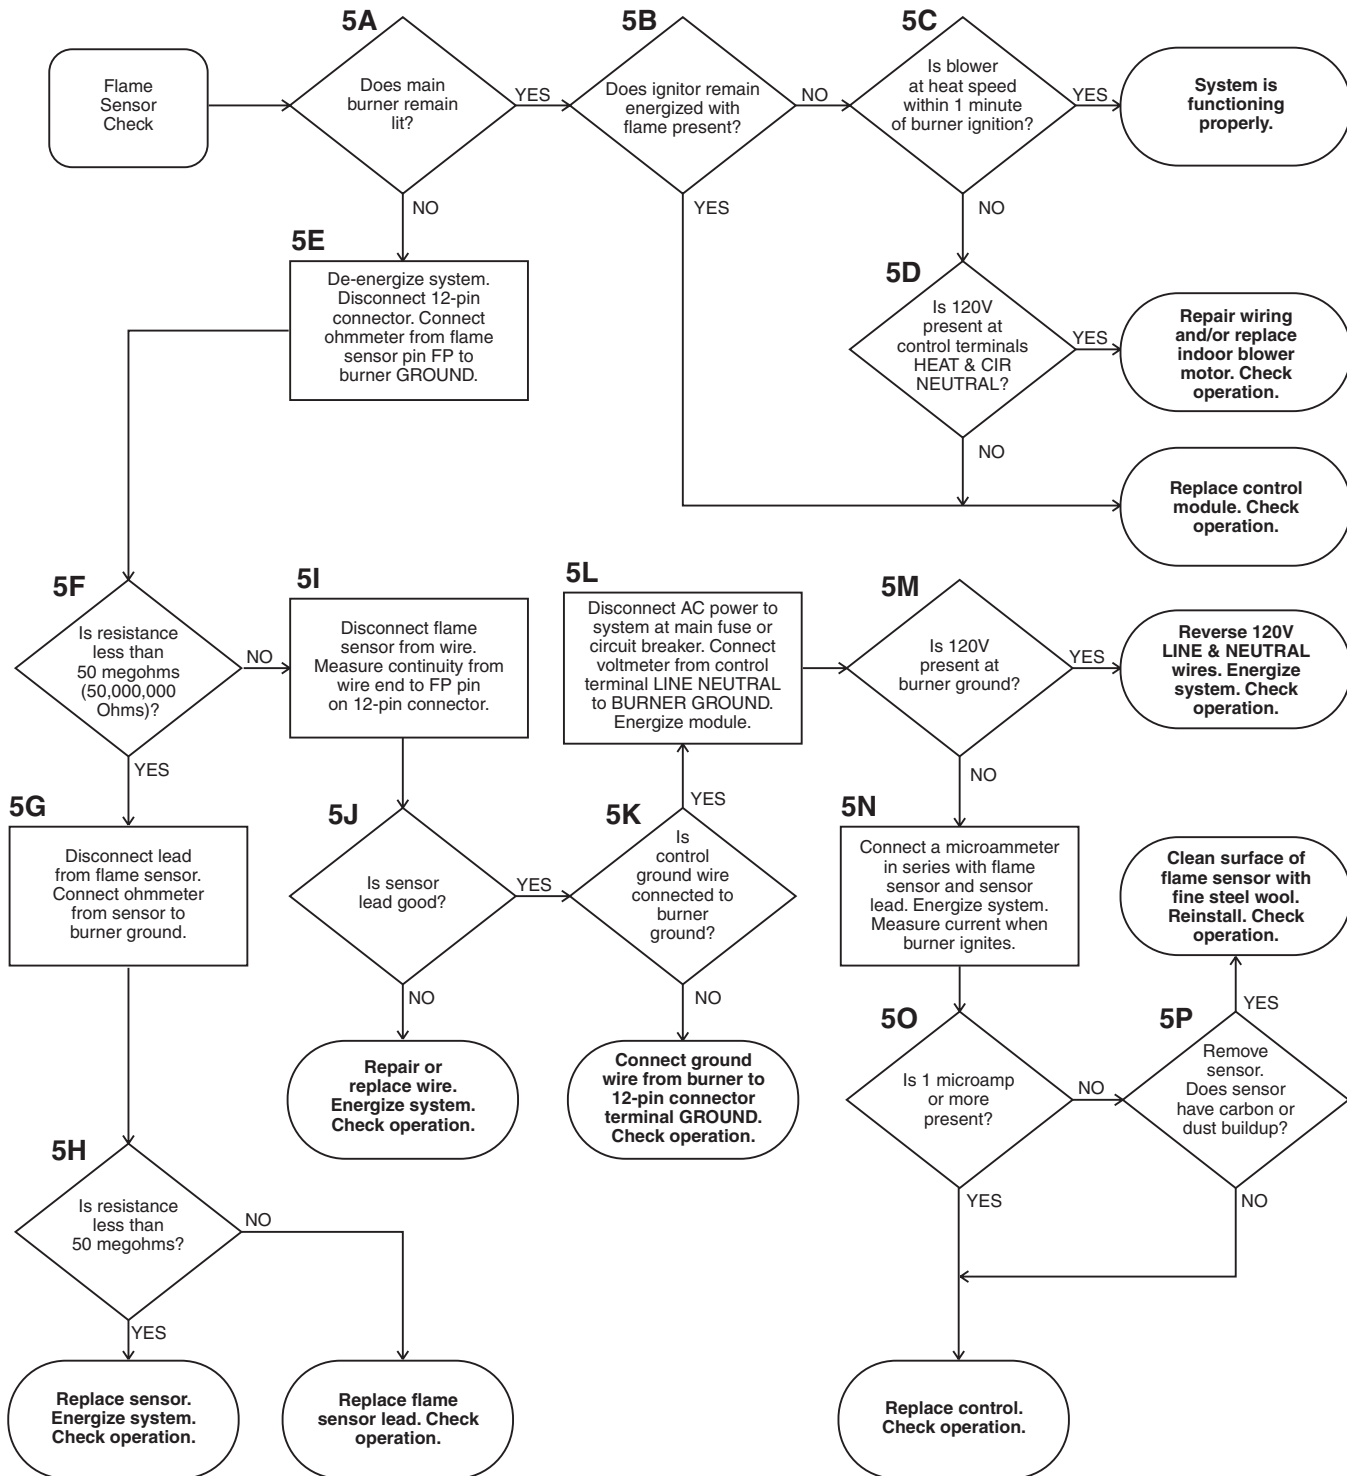 Flame
Sensor
Check
5A
Does main
burner remain
lit?
YES
NO
5B
Does ignitor remain
energized with
flame present?
NO
YES
5C
Is blower
at heat speed
within 1 minute
of burner ignition?
YES
NO
System is
functioning
properly.
5D
Is 120V
present at
control terminals
HEAT & CIR
NEUTRAL?
YES
NO
Repair wiring
and/or replace
indoor blower
motor. Check
operation.
Replace control
module. Check
operation.
5E
De-energize system.
Disconnect 12-pin
connector. Connect
ohmmeter from flame
sensor pin FP to
burner GROUND.
5F
Is resistance
less than
50 megohms
(50,000,000
Ohms)?
NO
YES
5I
Disconnect flame
sensor from wire.
Measure continuity from
wire end to FP pin
on 12-pin connector.
5L
Disconnect AC power to
system at main fuse or
circuit breaker. Connect
voltmeter from control
terminal LINE NEUTRAL
to BURNER GROUND.
Energize module.
5M
Is 120V
present at
burner ground?
YES
NO
Reverse 120V
LINE & NEUTRAL
wires. Energize
system. Check
operation.
5G
Disconnect lead
from flame sensor.
Connect ohmmeter
from sensor to
burner ground.
5J
Is sensor
lead good?
YES
NO
5K
Is
control
ground wire
connected to
burner
ground?
YES
NO
5N
Connect a microammeter
in series with flame
sensor and sensor
lead. Energize system.
Measure current when
burner ignites.
Clean surface of
flame sensor with
fine steel wool.
Reinstall. Check
operation.
Repair or
replace wire.
Energize system.
Check operation.
Connect ground
wire from burner to
12-pin connector
terminal GROUND.
Check operation.
5O
Is 1 microamp
or more
present?
NO
YES
5P
Remove
sensor.
Does sensor
have carbon or
dust buildup?
YES
NO
5H
Is resistance
less than
50 megohms?
NO
YES
Replace sensor.
Energize system.
Check operation.
Replace flame
sensor lead. Check
operation.
Replace control.
Check operation.